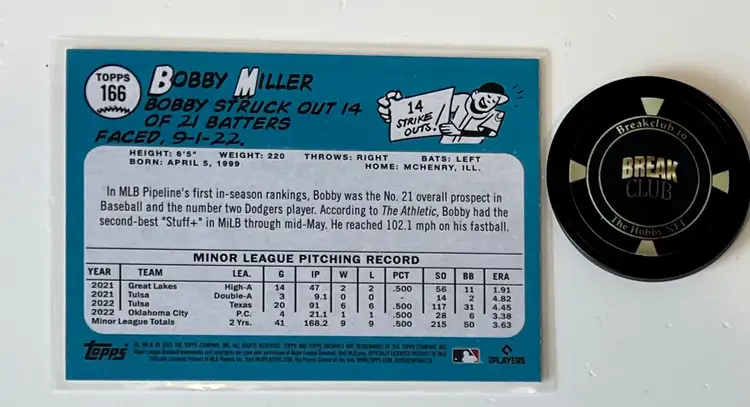 TOPPS
166
BOBBY MILLER
BOBBY STRUCK OUT 14
OF 21 BATTERS
FACED, 9-1-22.
14
STRIKE
OUTS!
HEIGHT: 6'5" WEIGHT: 220 THROWS: RIGHT BATS: LEFT
BORN: APRIL 5, 1999 HOME: MCHENRY, ILL.
In MLB Pipeline's first in-season rankings, Bobby was the No. 21 overall prospect in
Baseball and the number two Dodgers player. According to The Athletic, Bobby had the
second-best "Stuff+" in MiLB through mid-May. He reached 102.1 mph on his fastball.
MINOR LEAGUE PITCHING RECORD
YEAR TEAM LEA. G IP W L PCT SO BB ERA
2021 Great Lakes High-A 14 47 2 2 .500 56 11 1.91
2021 Tulsa Double-A 3 9.1 0 0 - 14 2 4.82
2022 Tulsa Texas 20 91 6 6 .500 117 31 4.45
2022 Oklahoma City P.C. 4 21.1 1 1 .500 28 6 3.38
Minor League Totals 2 Yrs. 41 168.2 9 9 .500 215 50 3.63
Topps
PLAYERS
Breakclub.io
BREAK
CLUB
The Hobby NFT